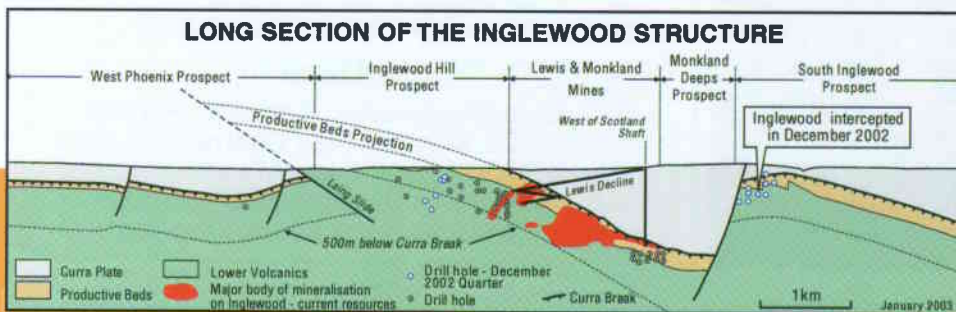 LONG SECTION OF THE INGLEWOOD STRUCTURE
West Phoenix Prospect
Inglewood Hill
Prospect
Lewis & Monkland
Mines
Monkland
Deeps
Prospect
South Inglewood
Prospect
West of Scotland
Shaft
Inglewood intercepted
in December 2002
Productive Beds Projection
Laing Slide
Lewis Decline
500m below Curra Break
Curra Plate
Productive Beds
Lower Volcanics
Major body of mineralisation
on Inglewood - current resources
Drill hole - December
2002 Quarter
Drill hole
Curra Break
1km
January 2003